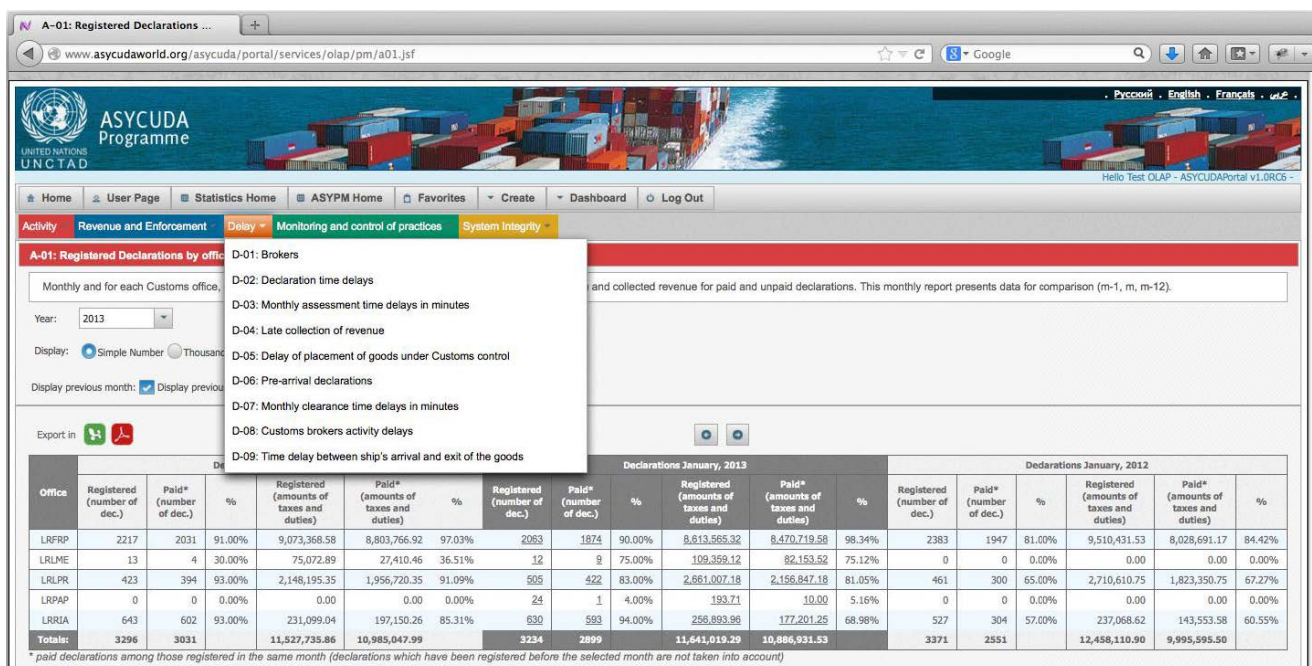 A-01: Registered Declarations ...
www.asycudaworld.org/asycuda/portal/services/olap/pm/a01.jsf
Google
UNITED NATIONS
UNCTAD
ASYCUDA
Programme
. Русский . English . Français . عربي .
Hello Test OLAP - ASYCUDAPortal v1.0RC6 -
Home User Page Statistics Home ASYPM Home Favorites Create Dashboard Log Out
Activity Revenue and Enforcement Delay Monitoring and control of practices System Integrity
A-01: Registered Declarations by offic
D-01: Brokers
D-02: Declaration time delays
D-03: Monthly assessment time delays in minutes
D-04: Late collection of revenue
D-05: Delay of placement of goods under Customs control
D-06: Pre-arrival declarations
D-07: Monthly clearance time delays in minutes
D-08: Customs brokers activity delays
D-09: Time delay between ship's arrival and exit of the goods
Monthly and for each Customs office, and collected revenue for paid and unpaid declarations. This monthly report presents data for comparison (m-1, m, m-12).
Year: 2013
Display: Simple Number Thousand
Display previous month: Display previou
Export in
De Declarations January, 2013 Dedarations January, 2012
Office Registered (number of dec.) Paid* (number of dec.) % Registered (amounts of taxes and duties) Paid* (amounts of taxes and duties) % Registered (number of dec.) Paid* (number of dec.) % Registered (amounts of taxes and duties) Paid* (amounts of taxes and duties) % Registered (number of dec.) Paid* (number of dec.) % Registered (amounts of taxes and duties) Paid* (amounts of taxes and duties) %
LRFRP 2217 2031 91.00% 9,073,368.58 8,803,766.92 97.03% 2063 1874 90.00% 8,613,565.32 8,470,719.58 98.34% 2383 1947 81.00% 9,510,431.53 8,028,691.17 84.42%
LRLME 13 4 30.00% 75,072.89 27,410.46 36.51% 12 9 75.00% 109,359.12 82,153.52 75.12% 0 0 0.00% 0.00 0.00 0.00%
LRLPR 423 394 93.00% 2,148,195.35 1,956,720.35 91.09% 505 422 83.00% 2,661,007.18 2,156,847.18 81.05% 461 300 65.00% 2,710,610.75 1,823,350.75 67.27%
LRPAP 0 0 0.00% 0.00 0.00 0.00% 24 1 4.00% 193.71 10.00 5.16% 0 0 0.00% 0.00 0.00 0.00%
LRRIA 643 602 93.00% 231,099.04 197,150.26 85.31% 630 593 94.00% 256,893.96 177,201.25 68.98% 527 304 57.00% 237,068.62 143,553.58 60.55%
Totals: 3296 3031 11,527,735.86 10,985,047.99 3234 2899 11,641,019.29 10,886,931.53 3371 2551 12,458,110.90 9,995,595.50
* paid declarations among those registered in the same month (declarations which have been registered before the selected month are not taken into account)